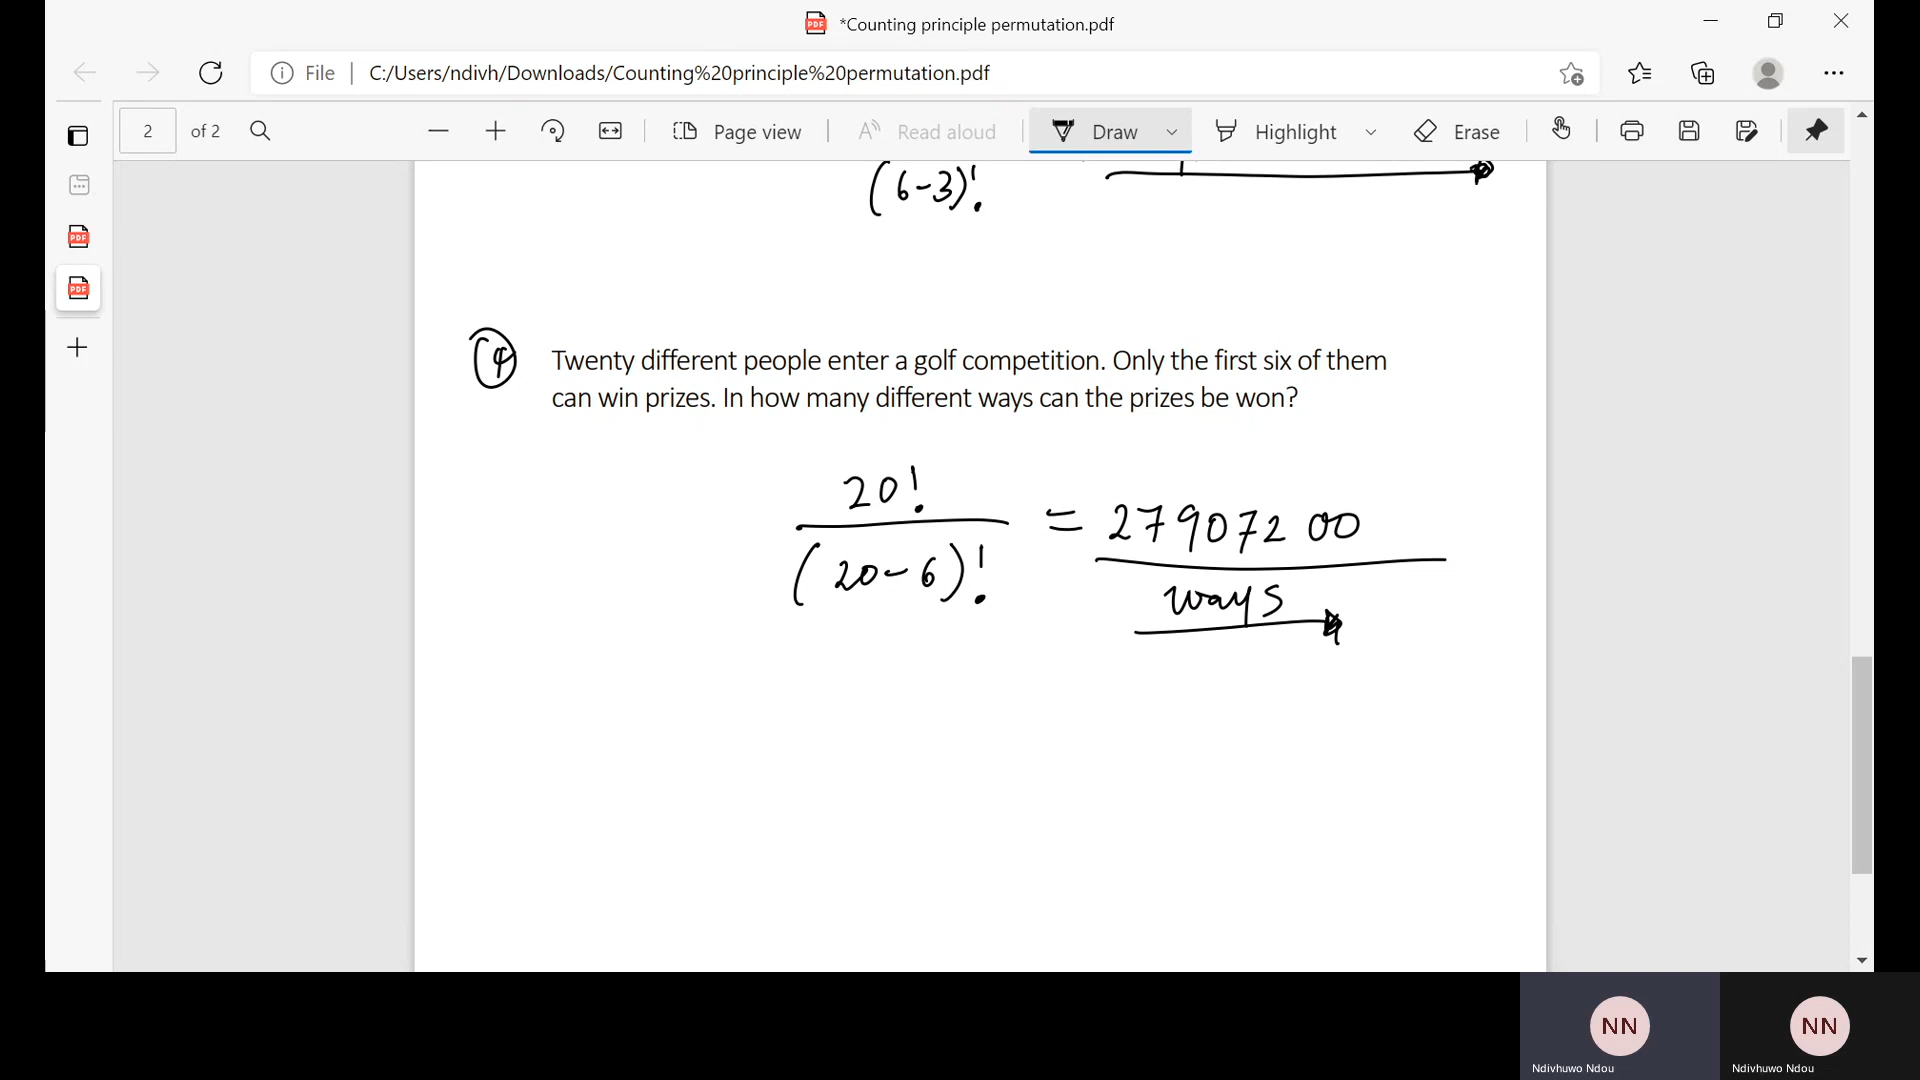 *Counting principle permutation.pdf
File | C:/Users/ndivh/Downloads/Counting%20principle%20permutation.pdf
2 of 2 Page view Read aloud Draw Highlight Erase
(6-3)!
4 Twenty different people enter a golf competition. Only the first six of them
can win prizes. In how many different ways can the prizes be won?
20!
= 279072 00
(20-6)!
ways
NN NN
Ndivhuwo Ndou Ndivhuwo Ndou